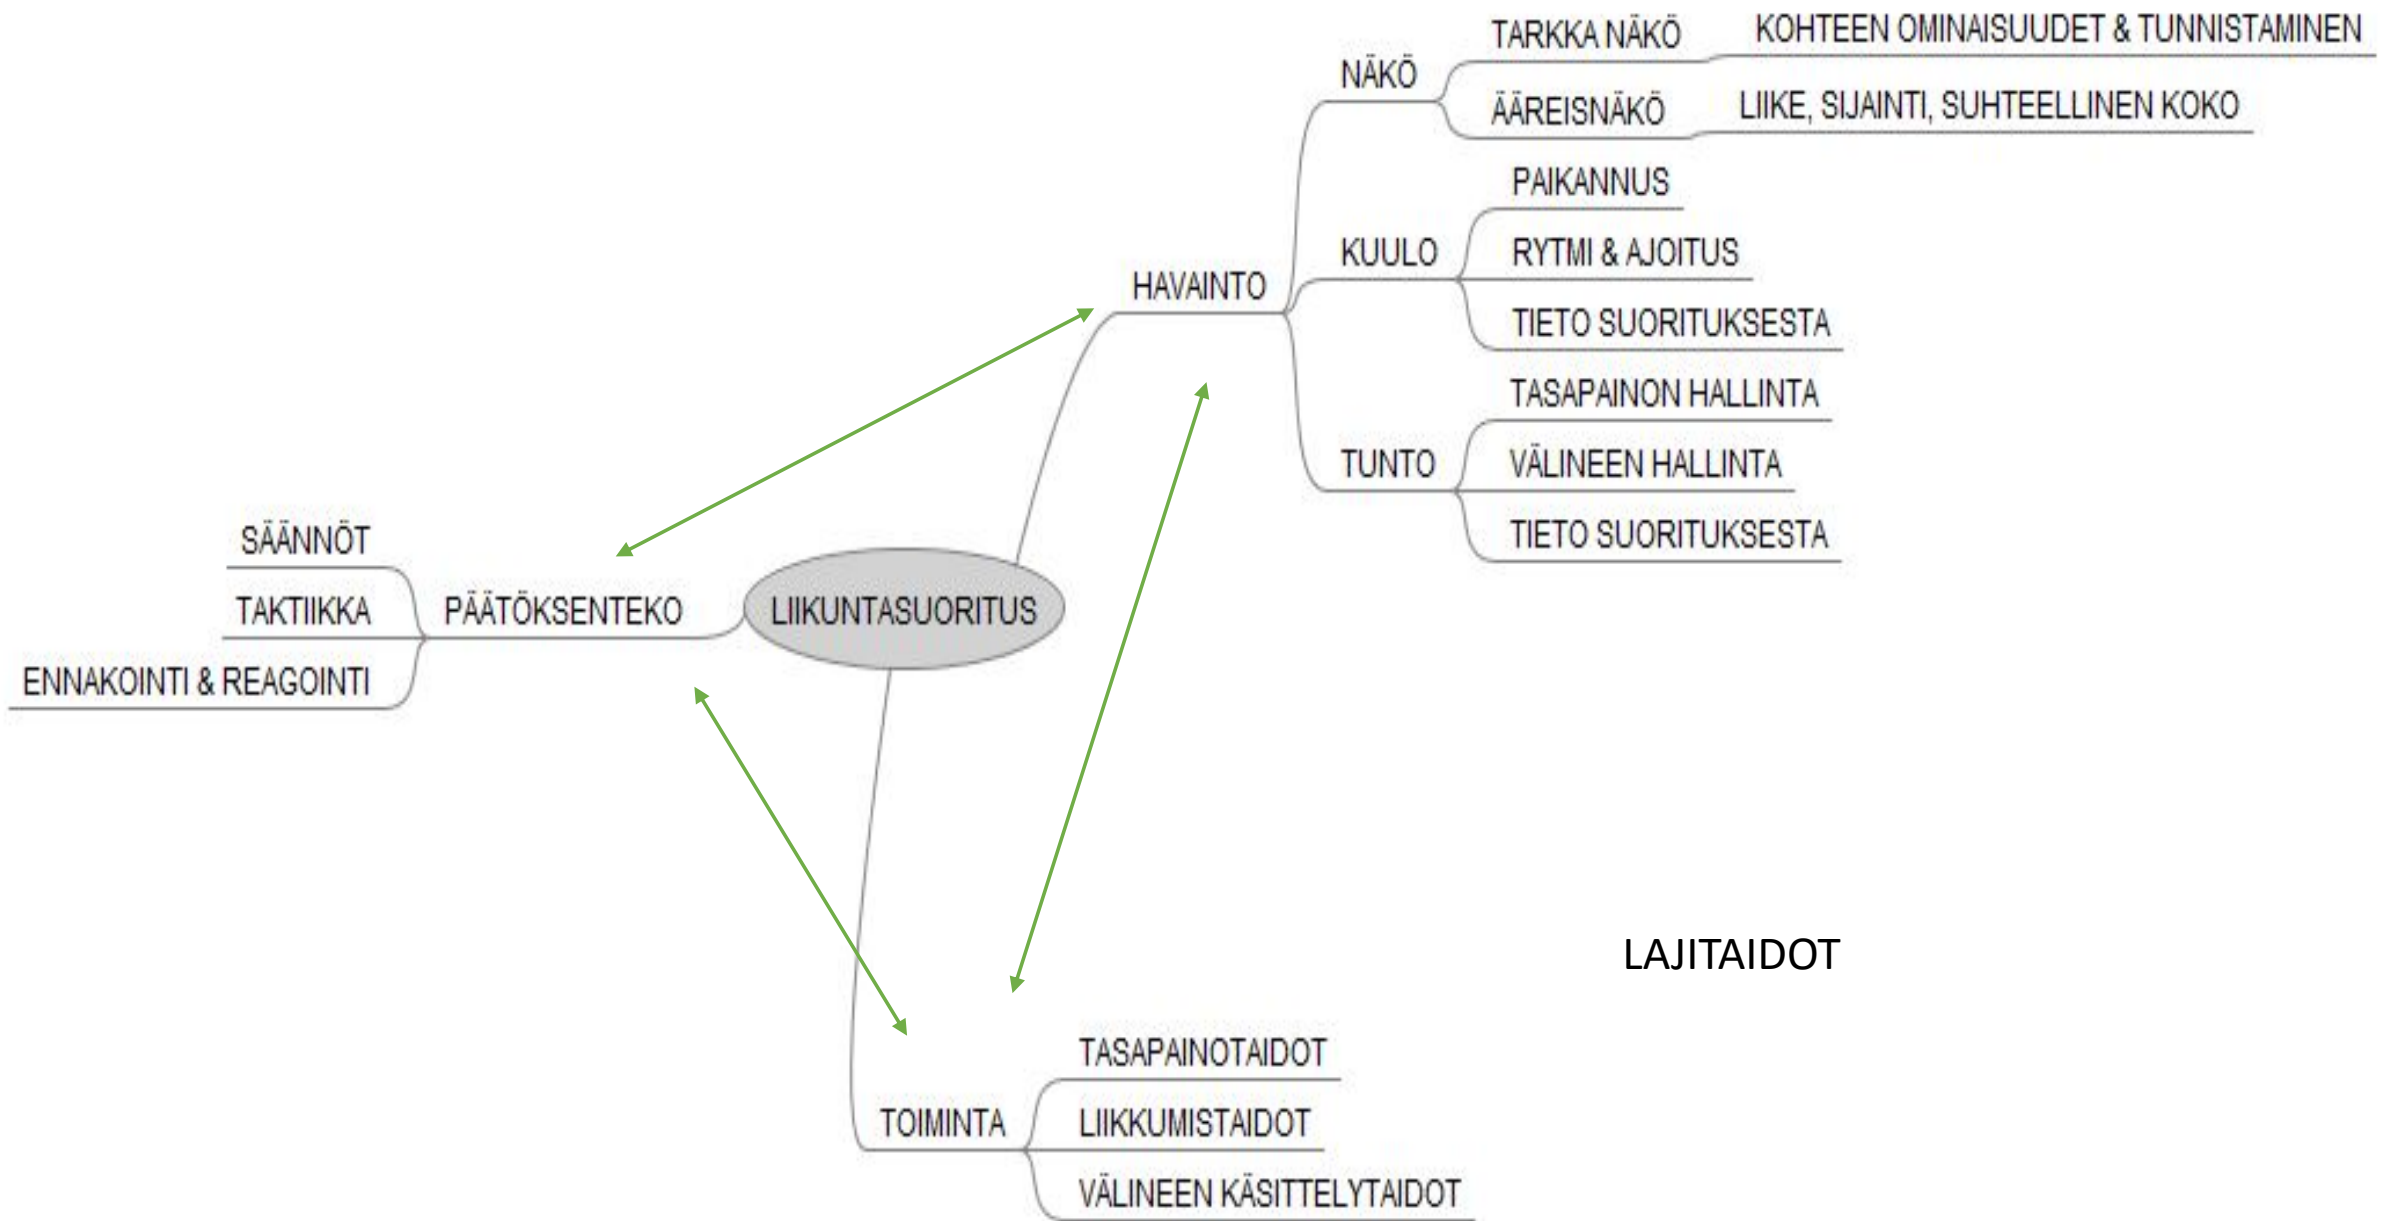 TARKKA NÄKÖ
KOHTEEN OMINAISUUDET & TUNNISTAMINEN
NÄKÖ
ÄÄREISNÄKÖ
LIIKE, SIJAINTI, SUHTEELLINEN KOKO
PAIKANNUS
KUULO
RYTMI & AJOITUS
HAVAINTO
TIETO SUORITUKSESTA
TASAPAINON HALLINTA
TUNTO
VÄLINEEN HALLINTA
TIETO SUORITUKSESTA
SÄÄNNÖT
TAKTIIKKA
PÄÄTÖKSENTEKO
LIIKUNTASUORITUS
ENNAKOINTI & REAGOINTI
LAJITAIDOT
TASAPAINOTAIDOT
TOIMINTA
LIIKKUMISTAIDOT
VÄLINEEN KÄSITTELYTAIDOT